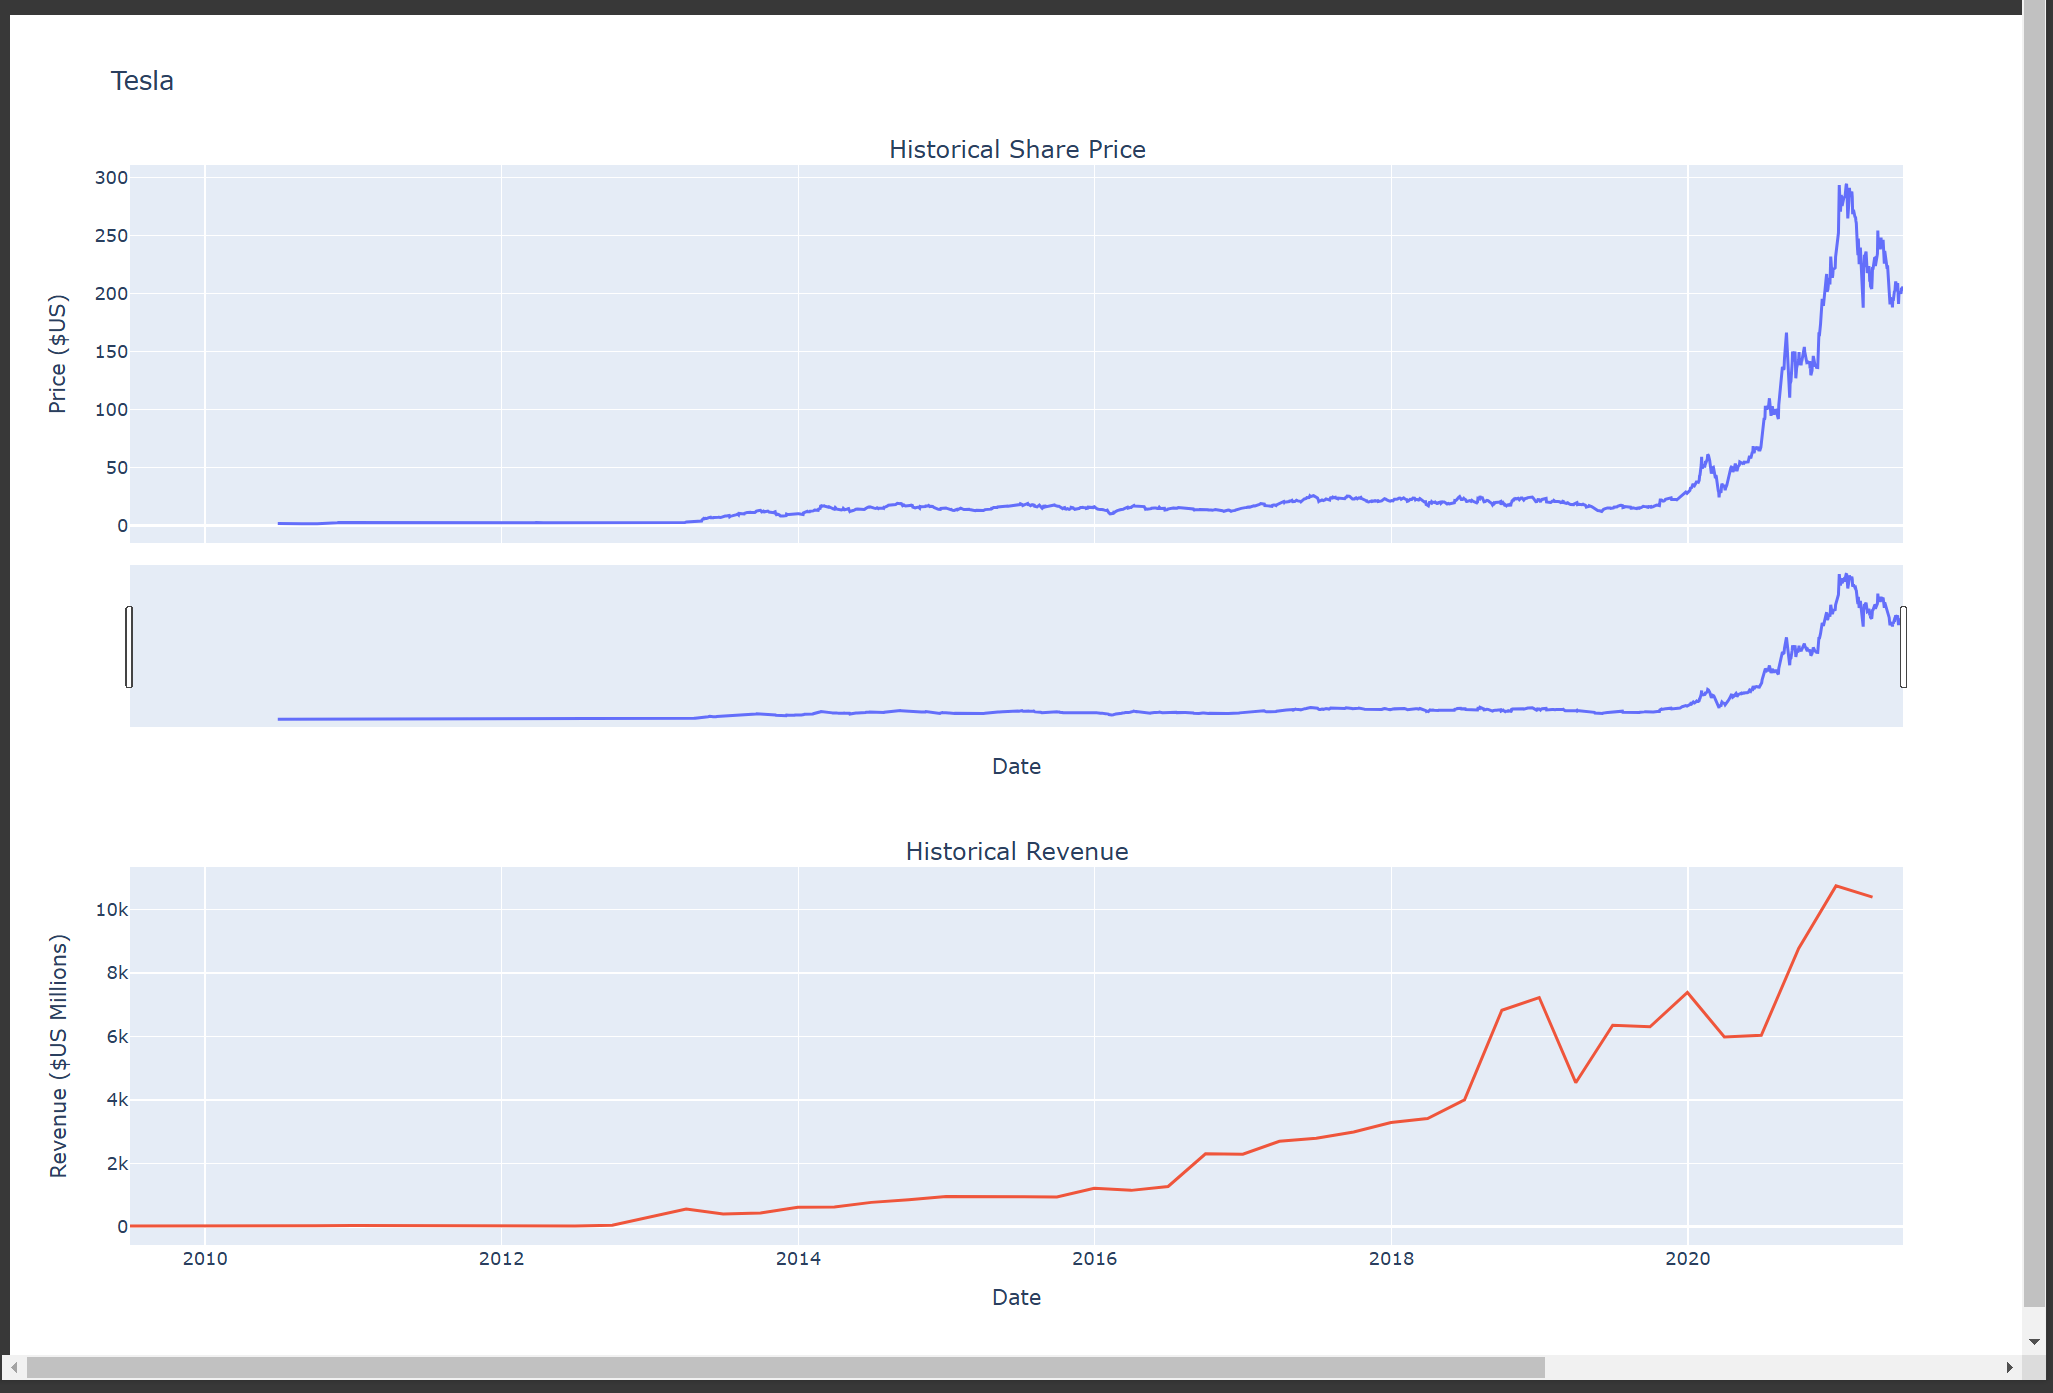 Tesla
Historical Share Price
300
250
200
150
100
50
0
Price ($US)
Date
Historical Revenue
10k
8k
6k
4k
2k
0
Revenue ($US Millions)
2010 2012 2014 2016 2018 2020
Date